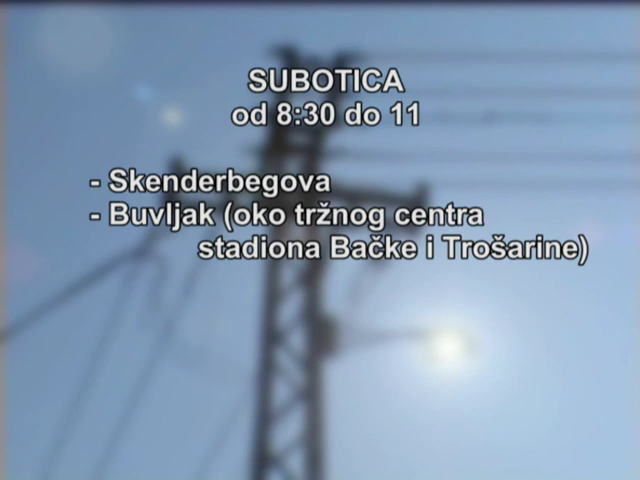 SUBOTICA
od 8:30 do 11
- Skenderbegova
- Buvljak (oko tržnog centra
stadiona Bačke i Trošarine)